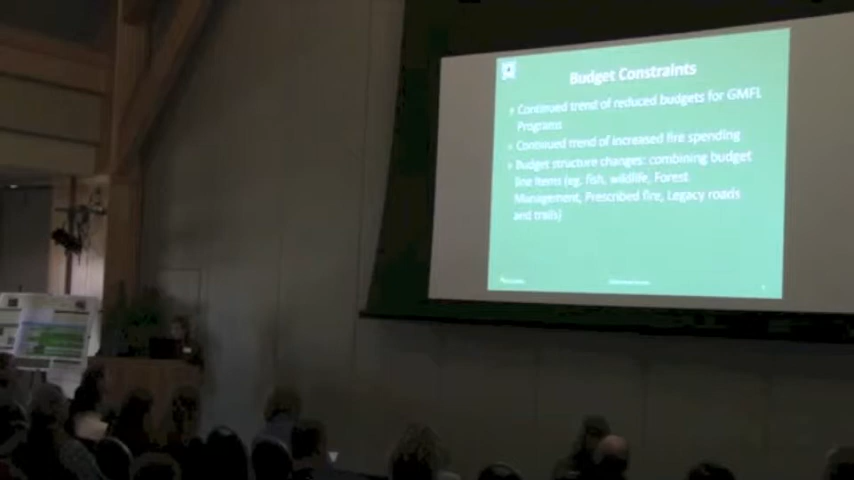 Budget Constraints
Continued trend of reduced budgets for GMFL
Programs
Continued trend of increased fire spending
Budget structure changes: combining budget
line items (eg. fish, wildlife, Forest
Management, Prescribed fire, Legacy roads
and trails)